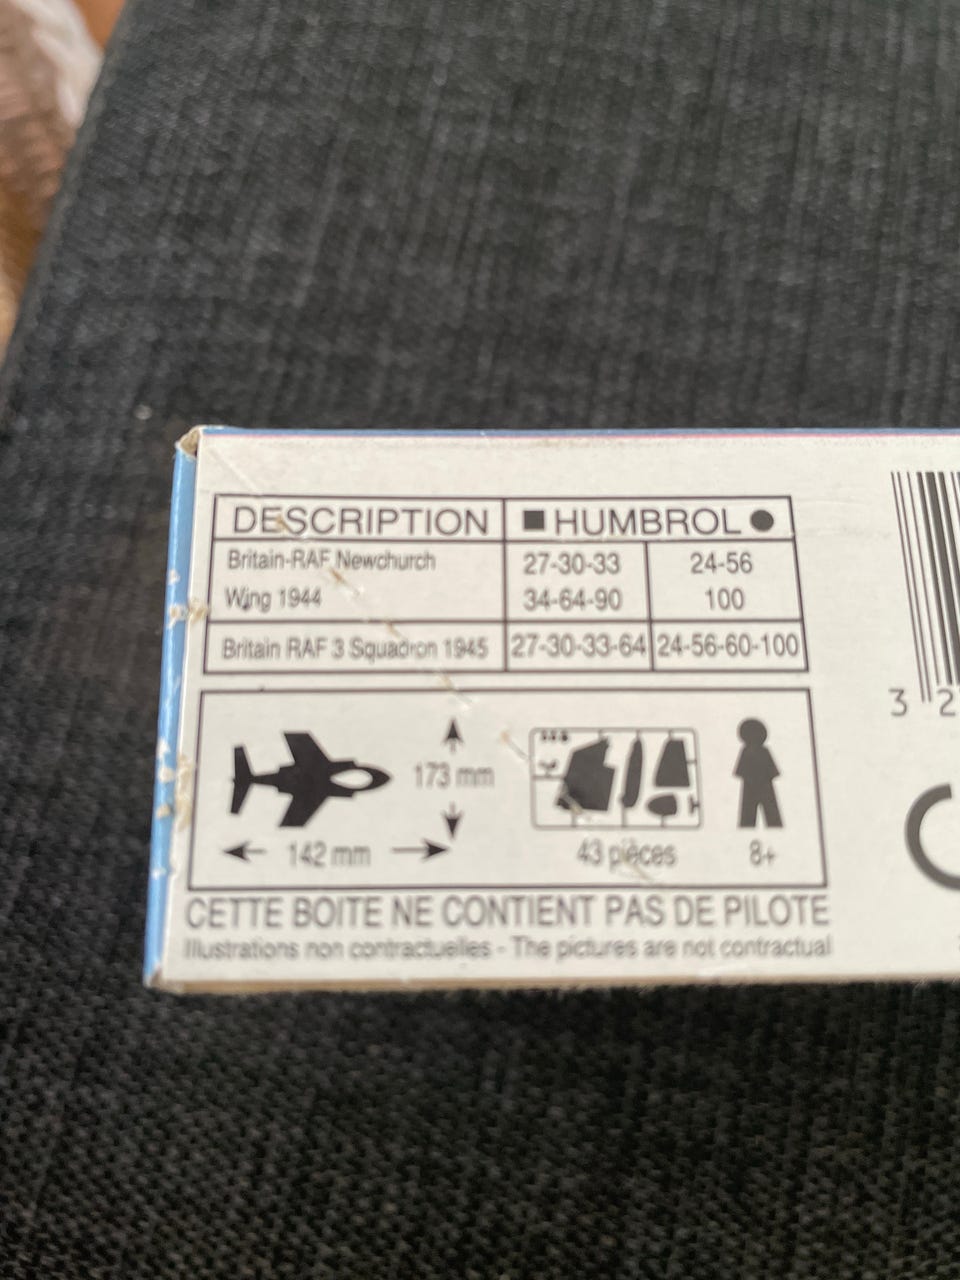 DESCRIPTION ■ HUMBROL ●
Britain-RAF Newchurch 27-30-33 24-56
Wing 1944 34-64-90 100
Britain RAF 3 Squadron 1945 27-30-33-64 24-56-60-100
173 mm
142 mm 43 pièces 8+
CETTE BOITE NE CONTIENT PAS DE PILOTE
Illustrations non contractuelles - The pictures are not contractual
3 2